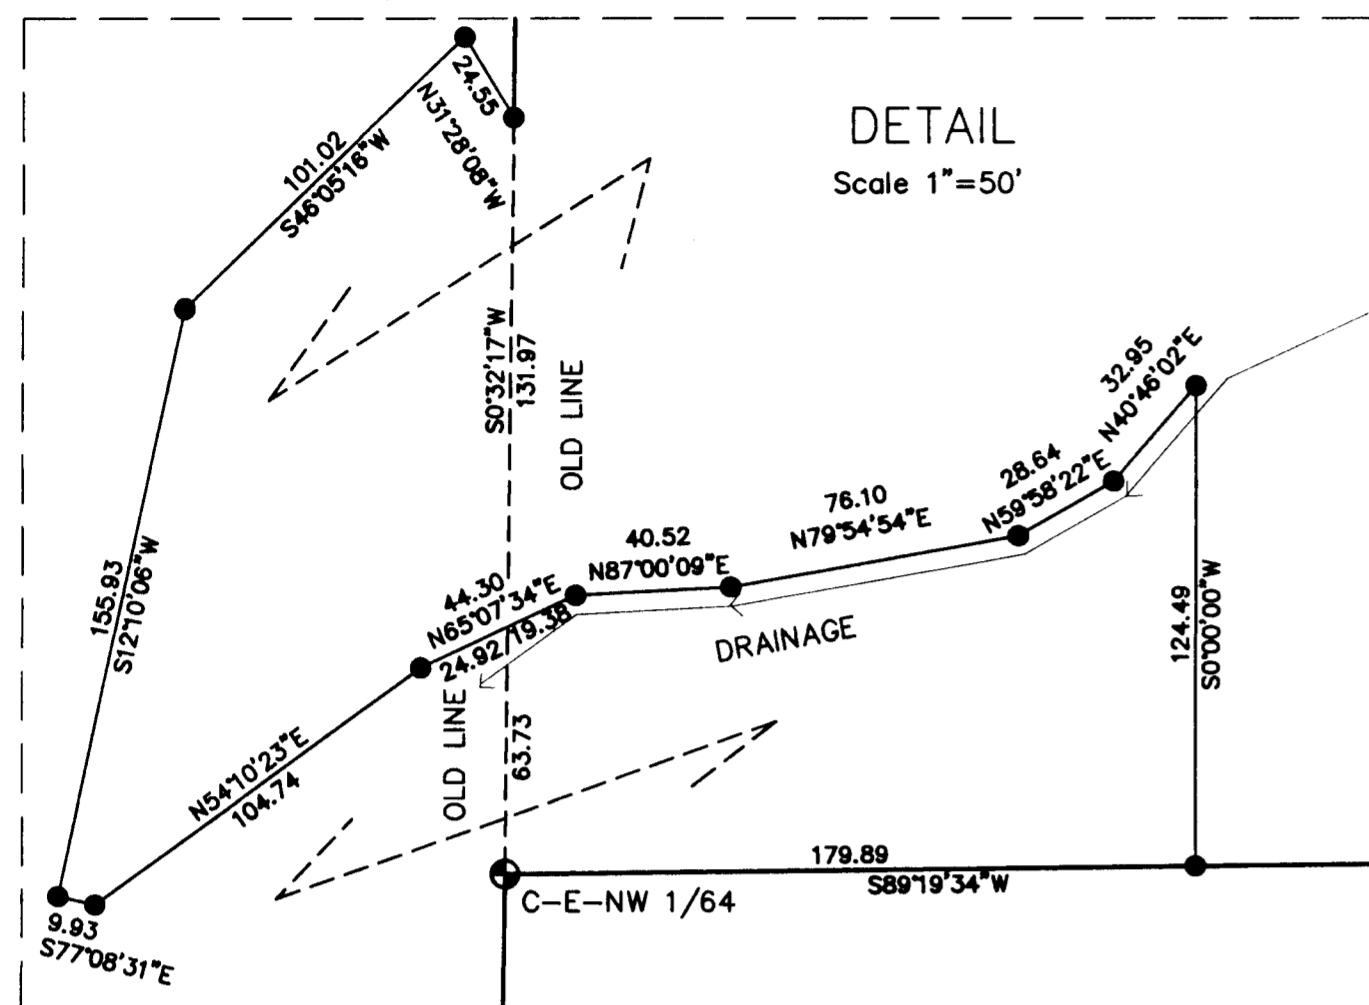 DETAIL
Scale 1"=50'
24.55
N31°28'08"W
101.02
S46°05'16"W
S0°32'17"W
131.97
OLD LINE
32.95
N40°46'02"E
28.64
N59°58'22"E
76.10
N79°54'54"E
40.52
N87°00'09"E
44.30
N65°07'34"E
24.92
19.38
155.93
S12°10'06"W
DRAINAGE
124.49
S0°00'00"W
OLD LINE
63.73
N54°10'23"E
104.74
179.89
S89°19'34"W
C-E-NW 1/64
9.93
S77°08'31"E